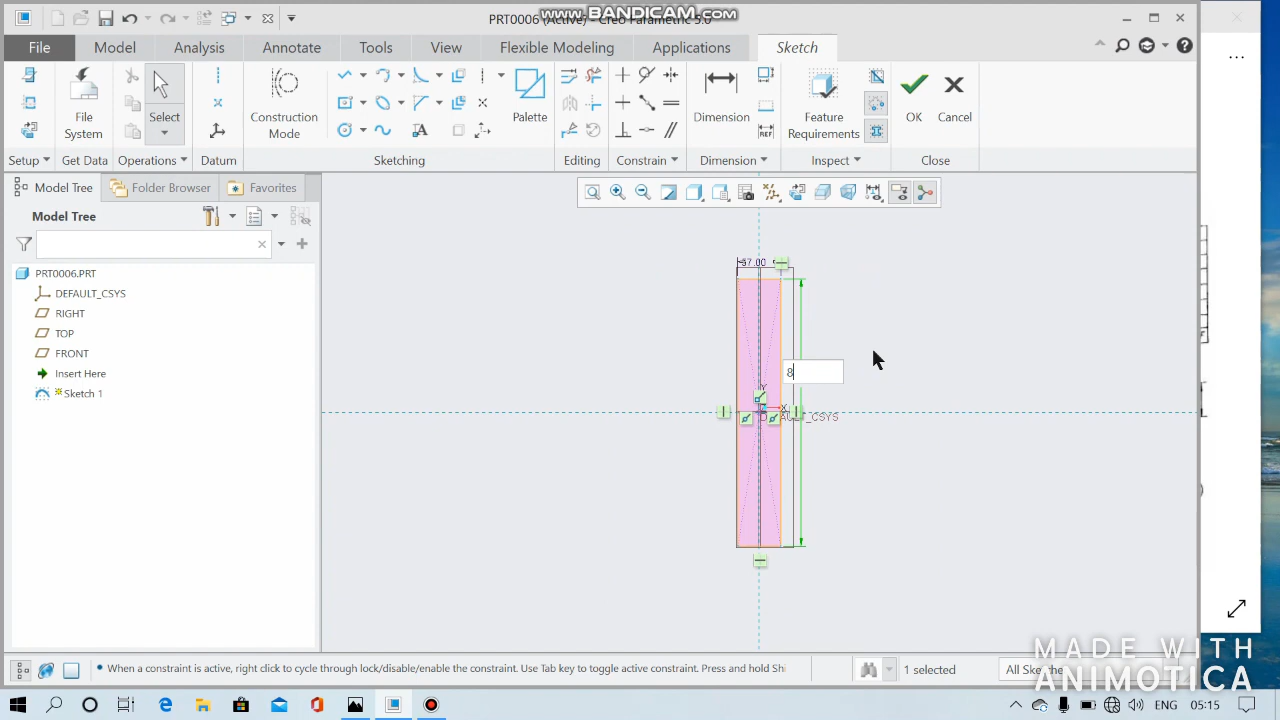 PRT0006 (Active) - Creo Parametric 5.0
WWW.BANDICAM.COM
File
Model
Analysis
Annotate
Tools
View
Flexible Modeling
Applications
Sketch
File System
Select
Construction Mode
Palette
Dimension
REF
Feature Requirements
OK
Cancel
Setup
Get Data
Operations
Datum
Sketching
Editing
Constrain
Dimension
Inspect
Close
Model Tree
Folder Browser
Favorites
Model Tree
PRT0006.PRT
DEFAULT_CSYS
RIGHT
TOP
FRONT
Insert Here
Sketch 1
8
Y
X
When a constraint is active, right click to cycle through lock/disable/enable the constraint. Use Tab key to toggle active constraint. Press and hold Shi
1 selected
MADE WITH
ANIMOTICA
ENG
05:15